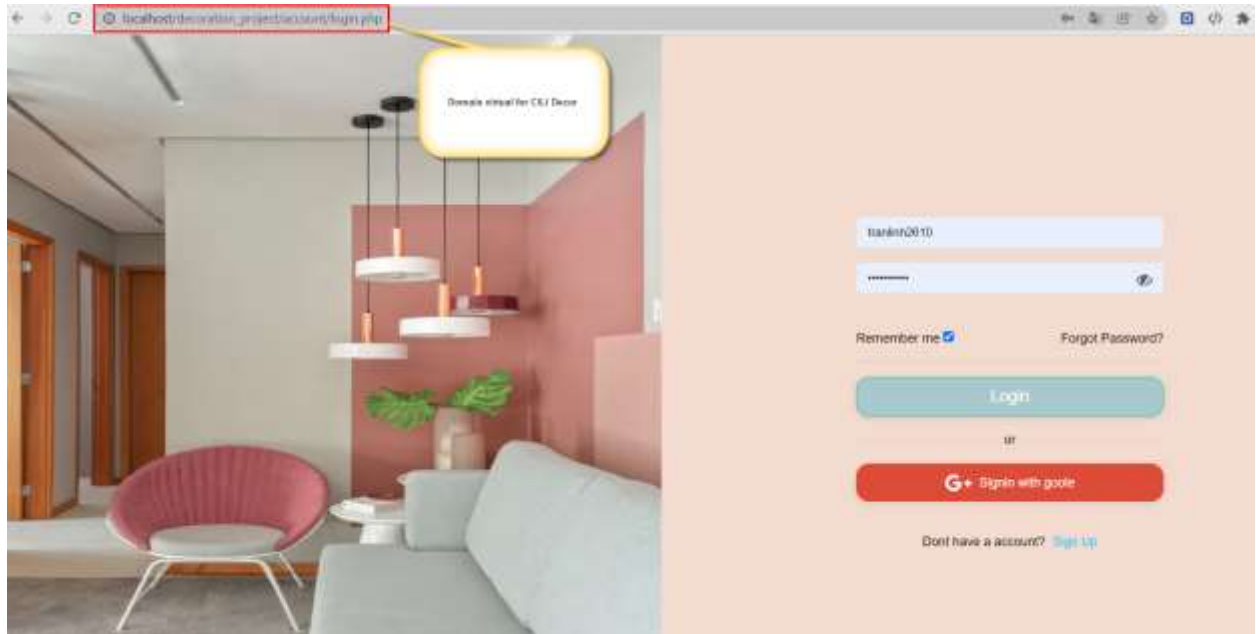 localhost/decoration_project/account/login.php
Domain virtual for Decor
tranlinh2610
Remember me
Forgot Password?
Login
or
G+ Signin with goole
Dont have a account? Sign Up